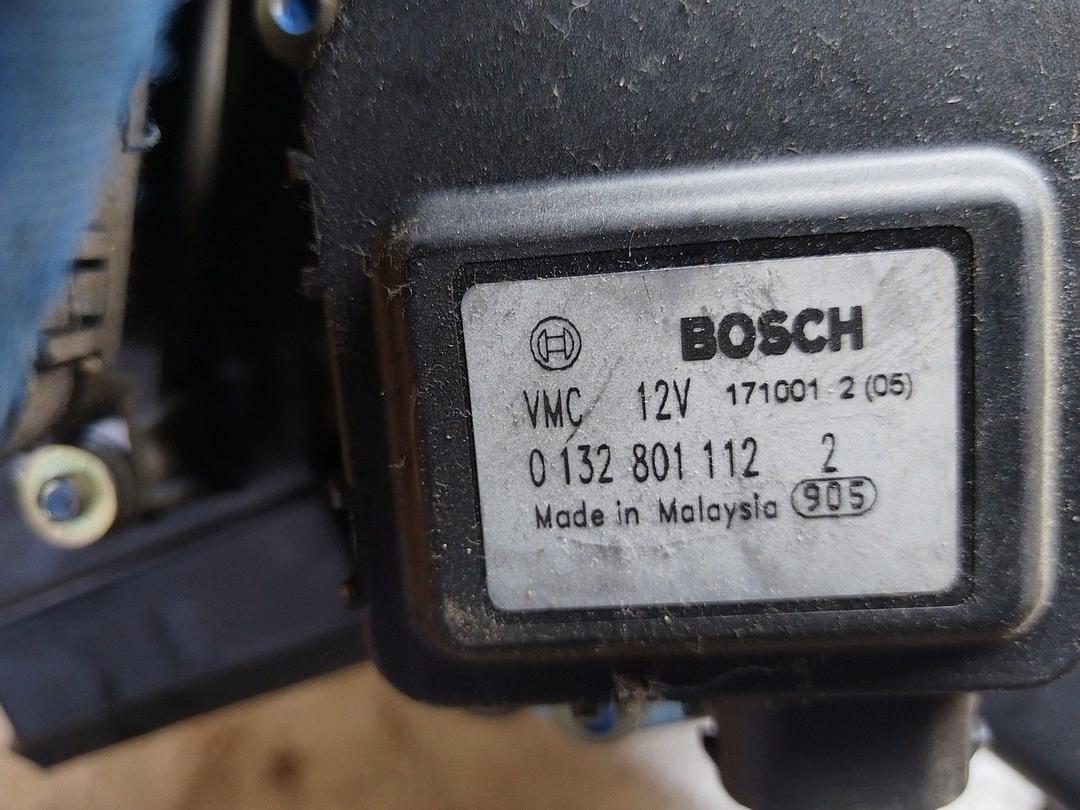 BOSCH
VMC 12V 171001 2 (05)
0 132 801 112 2
Made in Malaysia 905